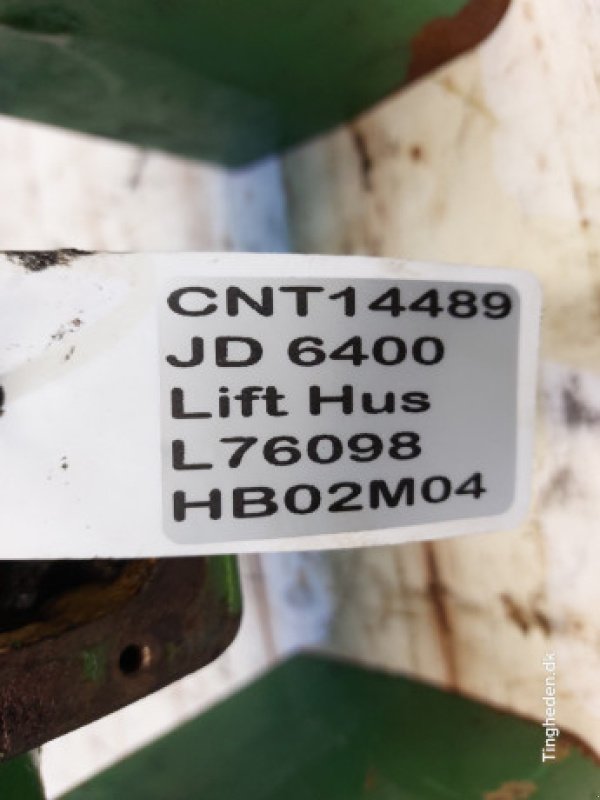 CNT14489
JD 6400
Lift Hus
L76098
HB02M04
Tingheden.dk